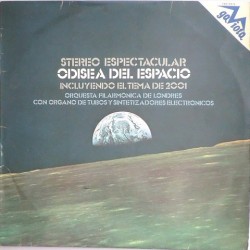 gaviota
STEREO ESPECTACULAR
ODISEA DEL ESPACIO
INCLUYENDO EL TEMA DE 2001
ORQUESTA FILARMONICA DE LONDRES
CON ORGANO DE TUBOS Y SINTETIZADORES ELECTRONICOS